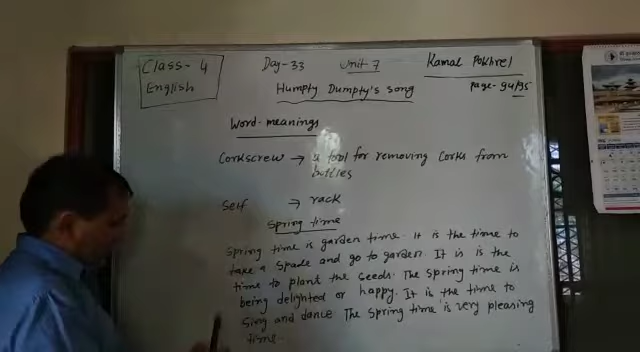 Class- 4
English
Day-33 Unit-7 Kamal Pokhrel
Humpty Dumpty's song page- 94/95
Word-meanings
Corkscrew → a tool for removing corks from
bottles
Self → rack
Spring time
Spring time is garden time. It is the time to
take a spade and go to garden. It is is the
time to plant the seeds. The spring time is
being delighted or happy. It is the time to
sing and dance. The spring time is very pleasing
time.